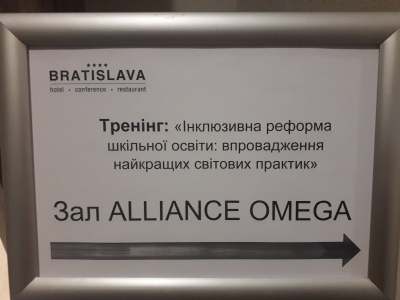 ★★★★
BRATISLAVA
hotel • conference • restaurant
Тренінг: «Інклюзивна реформа
шкільної освіти: впровадження
найкращих світових практик»
Зал ALLIANCE OMEGA